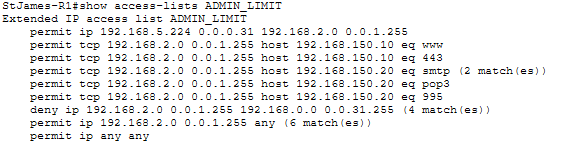 StJames-R1#show access-lists ADMIN_LIMIT
Extended IP access list ADMIN_LIMIT
permit ip 192.168.5.224 0.0.0.31 192.168.2.0 0.0.1.255
permit tcp 192.168.2.0 0.0.1.255 host 192.168.150.10 eq www
permit tcp 192.168.2.0 0.0.1.255 host 192.168.150.10 eq 443
permit tcp 192.168.2.0 0.0.1.255 host 192.168.150.20 eq smtp (2 match(es))
permit tcp 192.168.2.0 0.0.1.255 host 192.168.150.20 eq pop3
permit tcp 192.168.2.0 0.0.1.255 host 192.168.150.20 eq 995
deny ip 192.168.2.0 0.0.1.255 192.168.0.0 0.0.31.255 (4 match(es))
permit ip 192.168.2.0 0.0.1.255 any (6 match(es))
permit ip any any